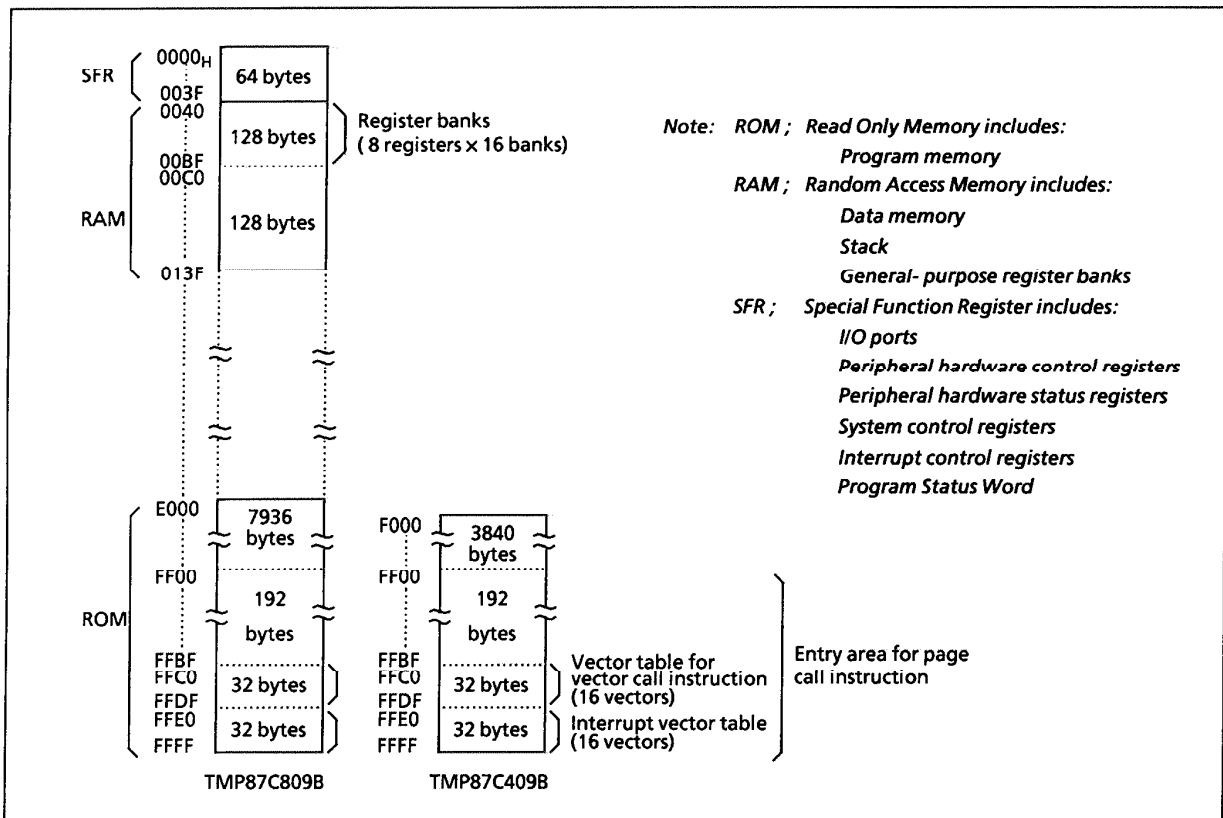 SFR
0000H
003F
64 bytes
0040
00BF
128 bytes
Register banks
( 8 registers × 16 banks)
RAM
00C0
013F
128 bytes
Note: ROM ; Read Only Memory includes:
Program memory
RAM ; Random Access Memory includes:
Data memory
Stack
General- purpose register banks
SFR ; Special Function Register includes:
I/O ports
Peripheral hardware control registers
Peripheral hardware status registers
System control registers
Interrupt control registers
Program Status Word
ROM
E000
7936
bytes
FF00
192
bytes
FFBF
FFC0
32 bytes
FFDF
FFE0
32 bytes
FFFF
TMP87C809B
F000
3840
bytes
FF00
192
bytes
FFBF
FFC0
32 bytes
FFDF
FFE0
32 bytes
FFFF
TMP87C409B
Vector table for
vector call instruction
(16 vectors)
Interrupt vector table
(16 vectors)
Entry area for page
call instruction